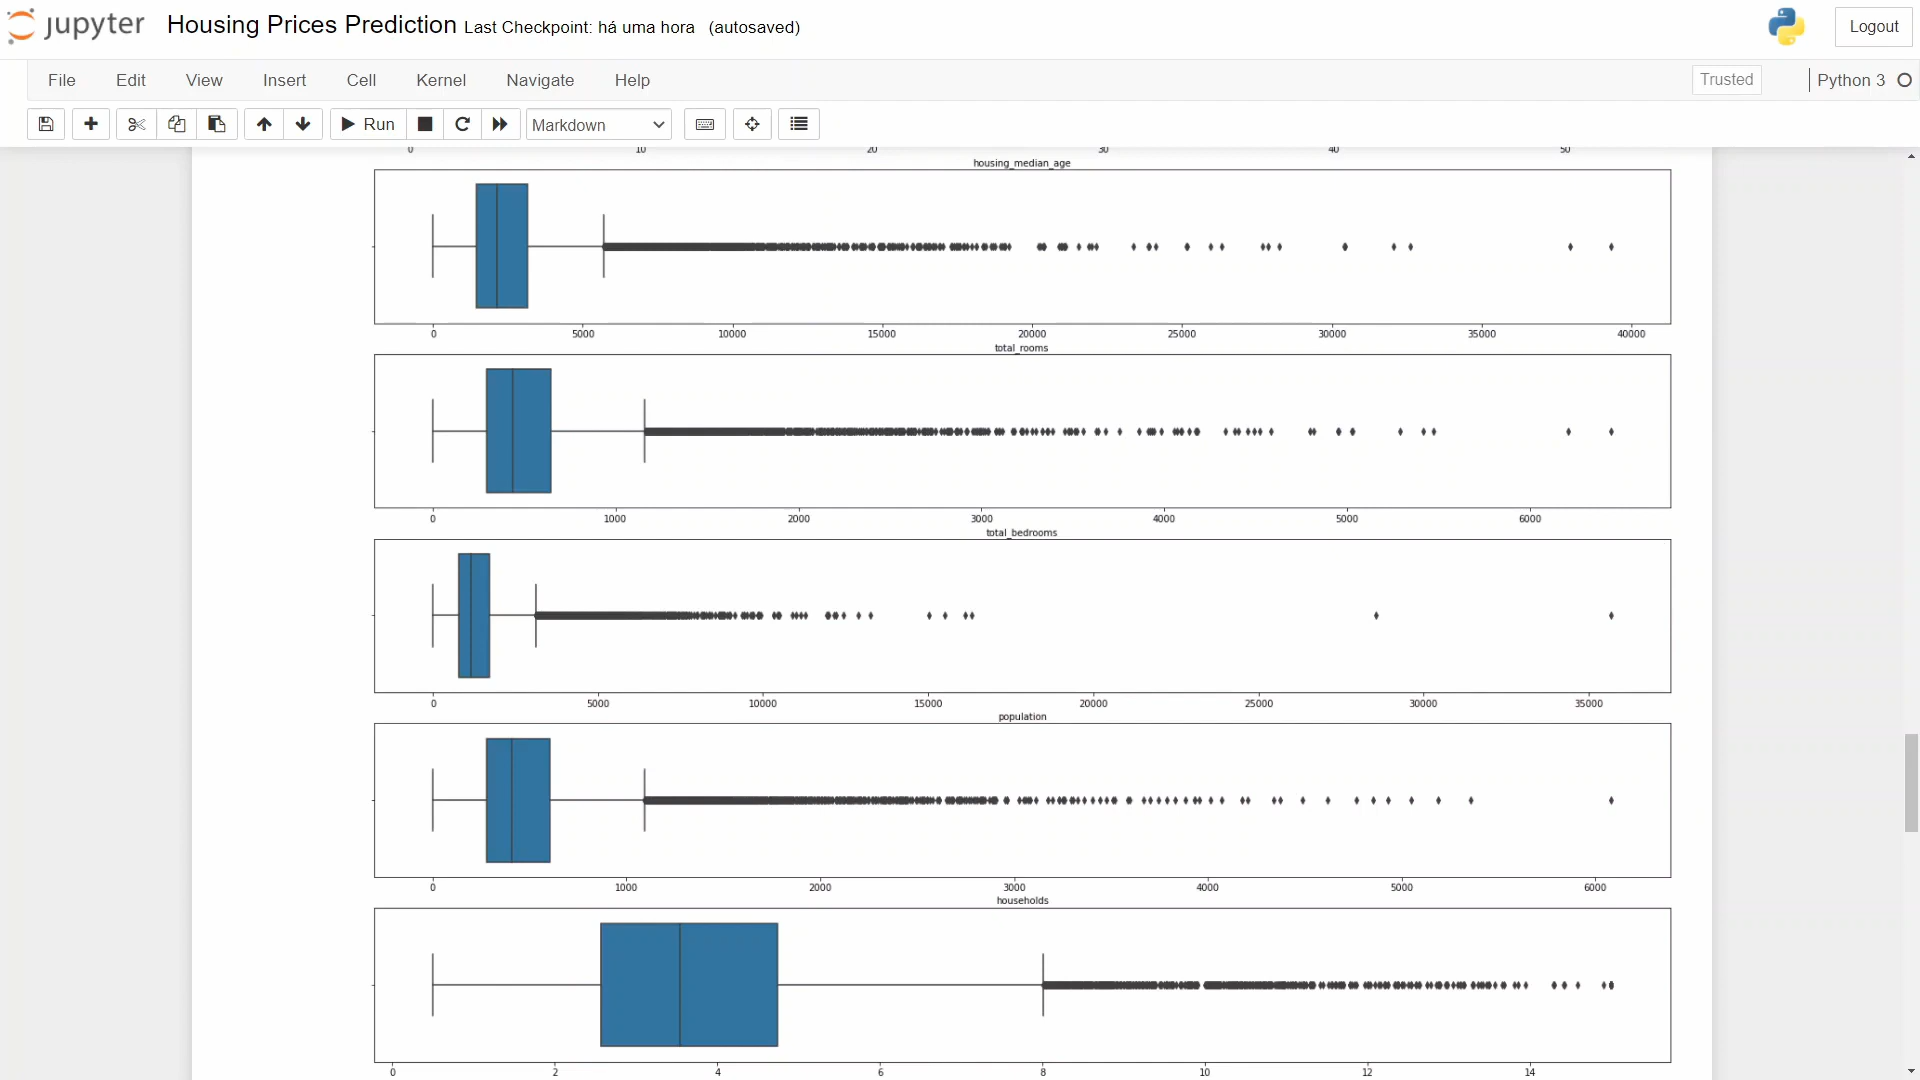 jupyter Housing Prices Prediction Last Checkpoint: há uma hora (autosaved) Logout
File Edit View Insert Cell Kernel Navigate Help Trusted Python 3
Run Markdown
0 10 20 30 40 50
housing_median_age
0 5000 10000 15000 20000 25000 30000 35000 40000
total_rooms
0 1000 2000 3000 4000 5000 6000
total_bedrooms
0 5000 10000 15000 20000 25000 30000 35000
population
0 1000 2000 3000 4000 5000 6000
households
0 2 4 6 8 10 12 14